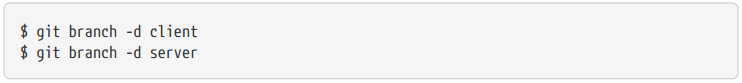 $ git branch -d client
$ git branch -d server